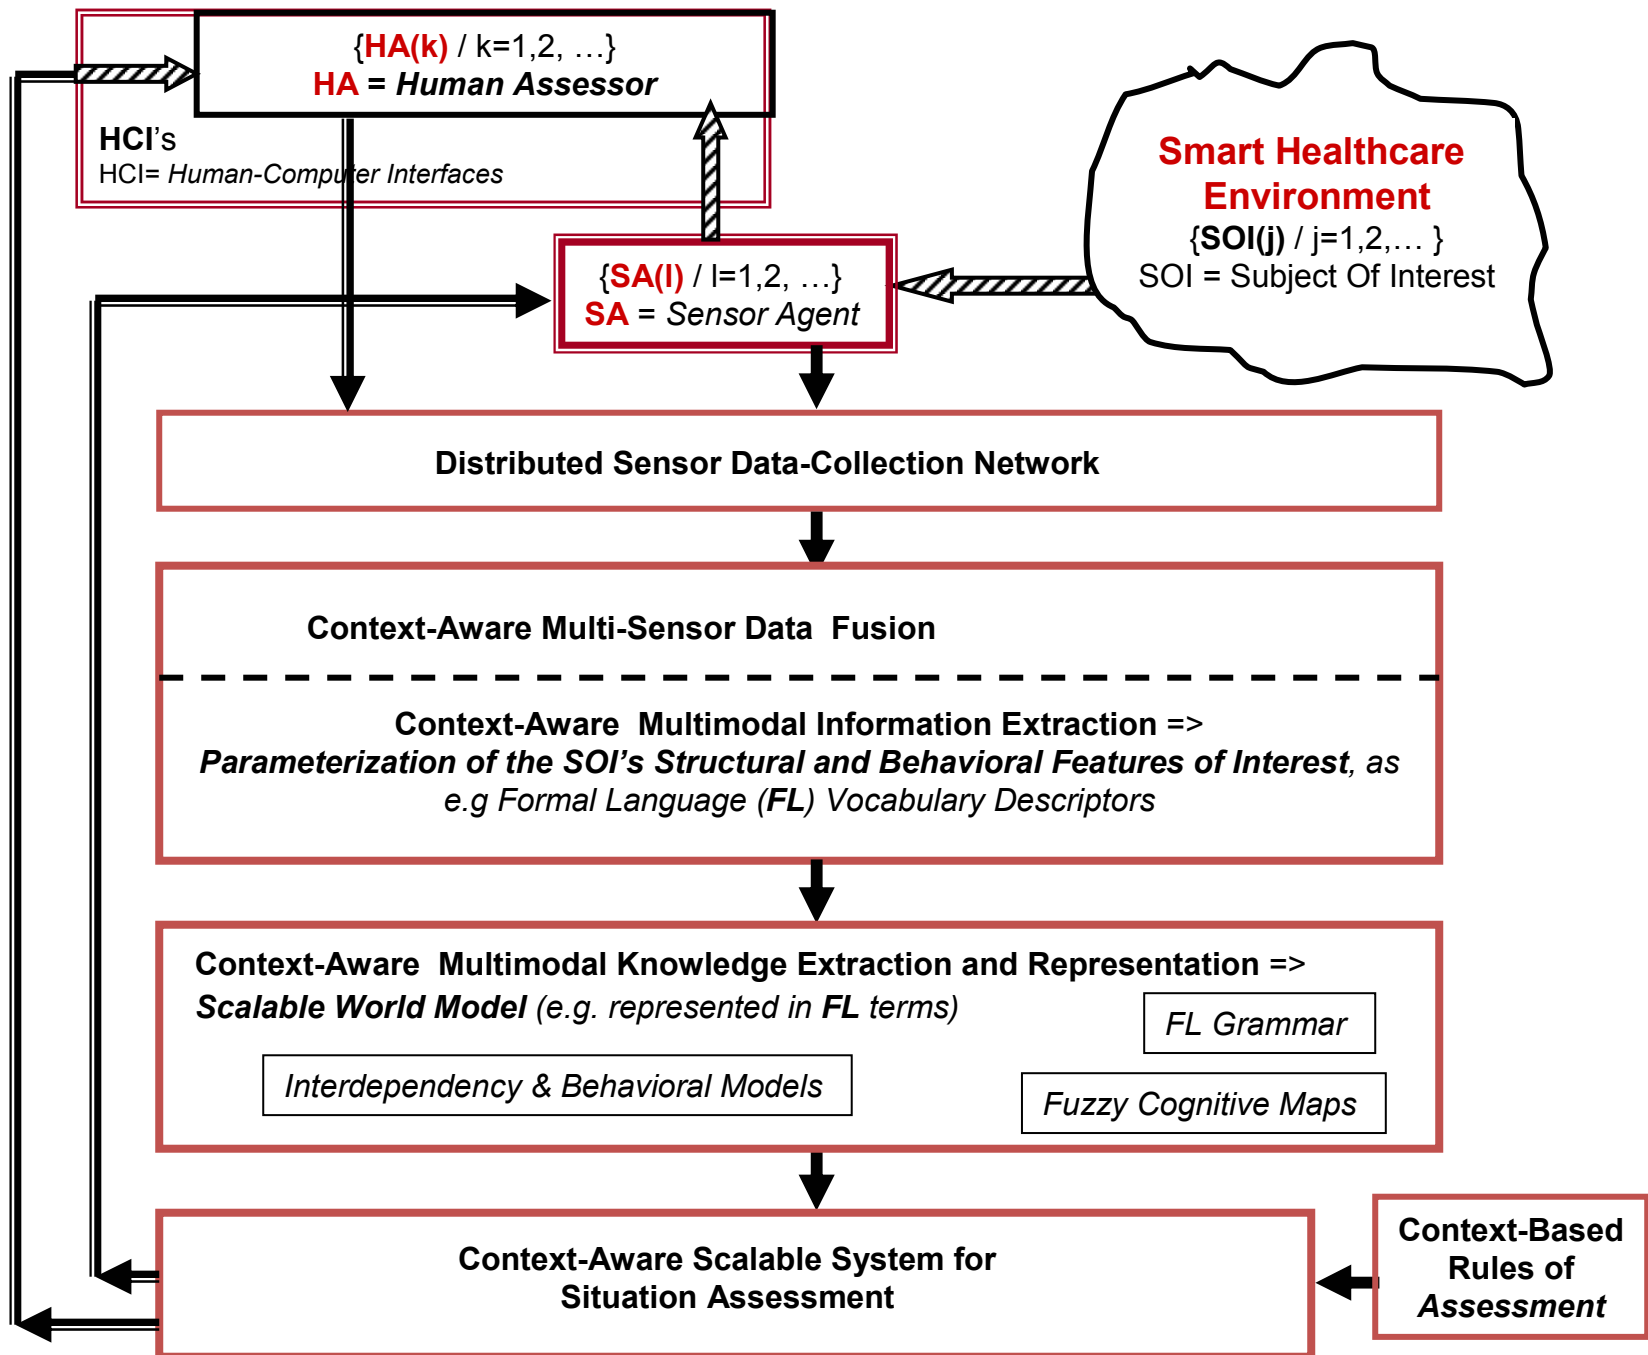 {HA(k) / k=1,2, …}
HA = Human Assessor
HCI's
HCI= Human-Computer Interfaces
Smart Healthcare
Environment
{SOI(j) / j=1,2,… }
SOI = Subject Of Interest
{SA(l) / l=1,2, …}
SA = Sensor Agent
Distributed Sensor Data-Collection Network
Context-Aware Multi-Sensor Data Fusion
Context-Aware Multimodal Information Extraction =>
Parameterization of the SOI's Structural and Behavioral Features of Interest, as
e.g Formal Language (FL) Vocabulary Descriptors
Context-Aware Multimodal Knowledge Extraction and Representation =>
Scalable World Model (e.g. represented in FL terms)
FL Grammar
Interdependency & Behavioral Models
Fuzzy Cognitive Maps
Context-Aware Scalable System for
Situation Assessment
Context-Based
Rules of
Assessment